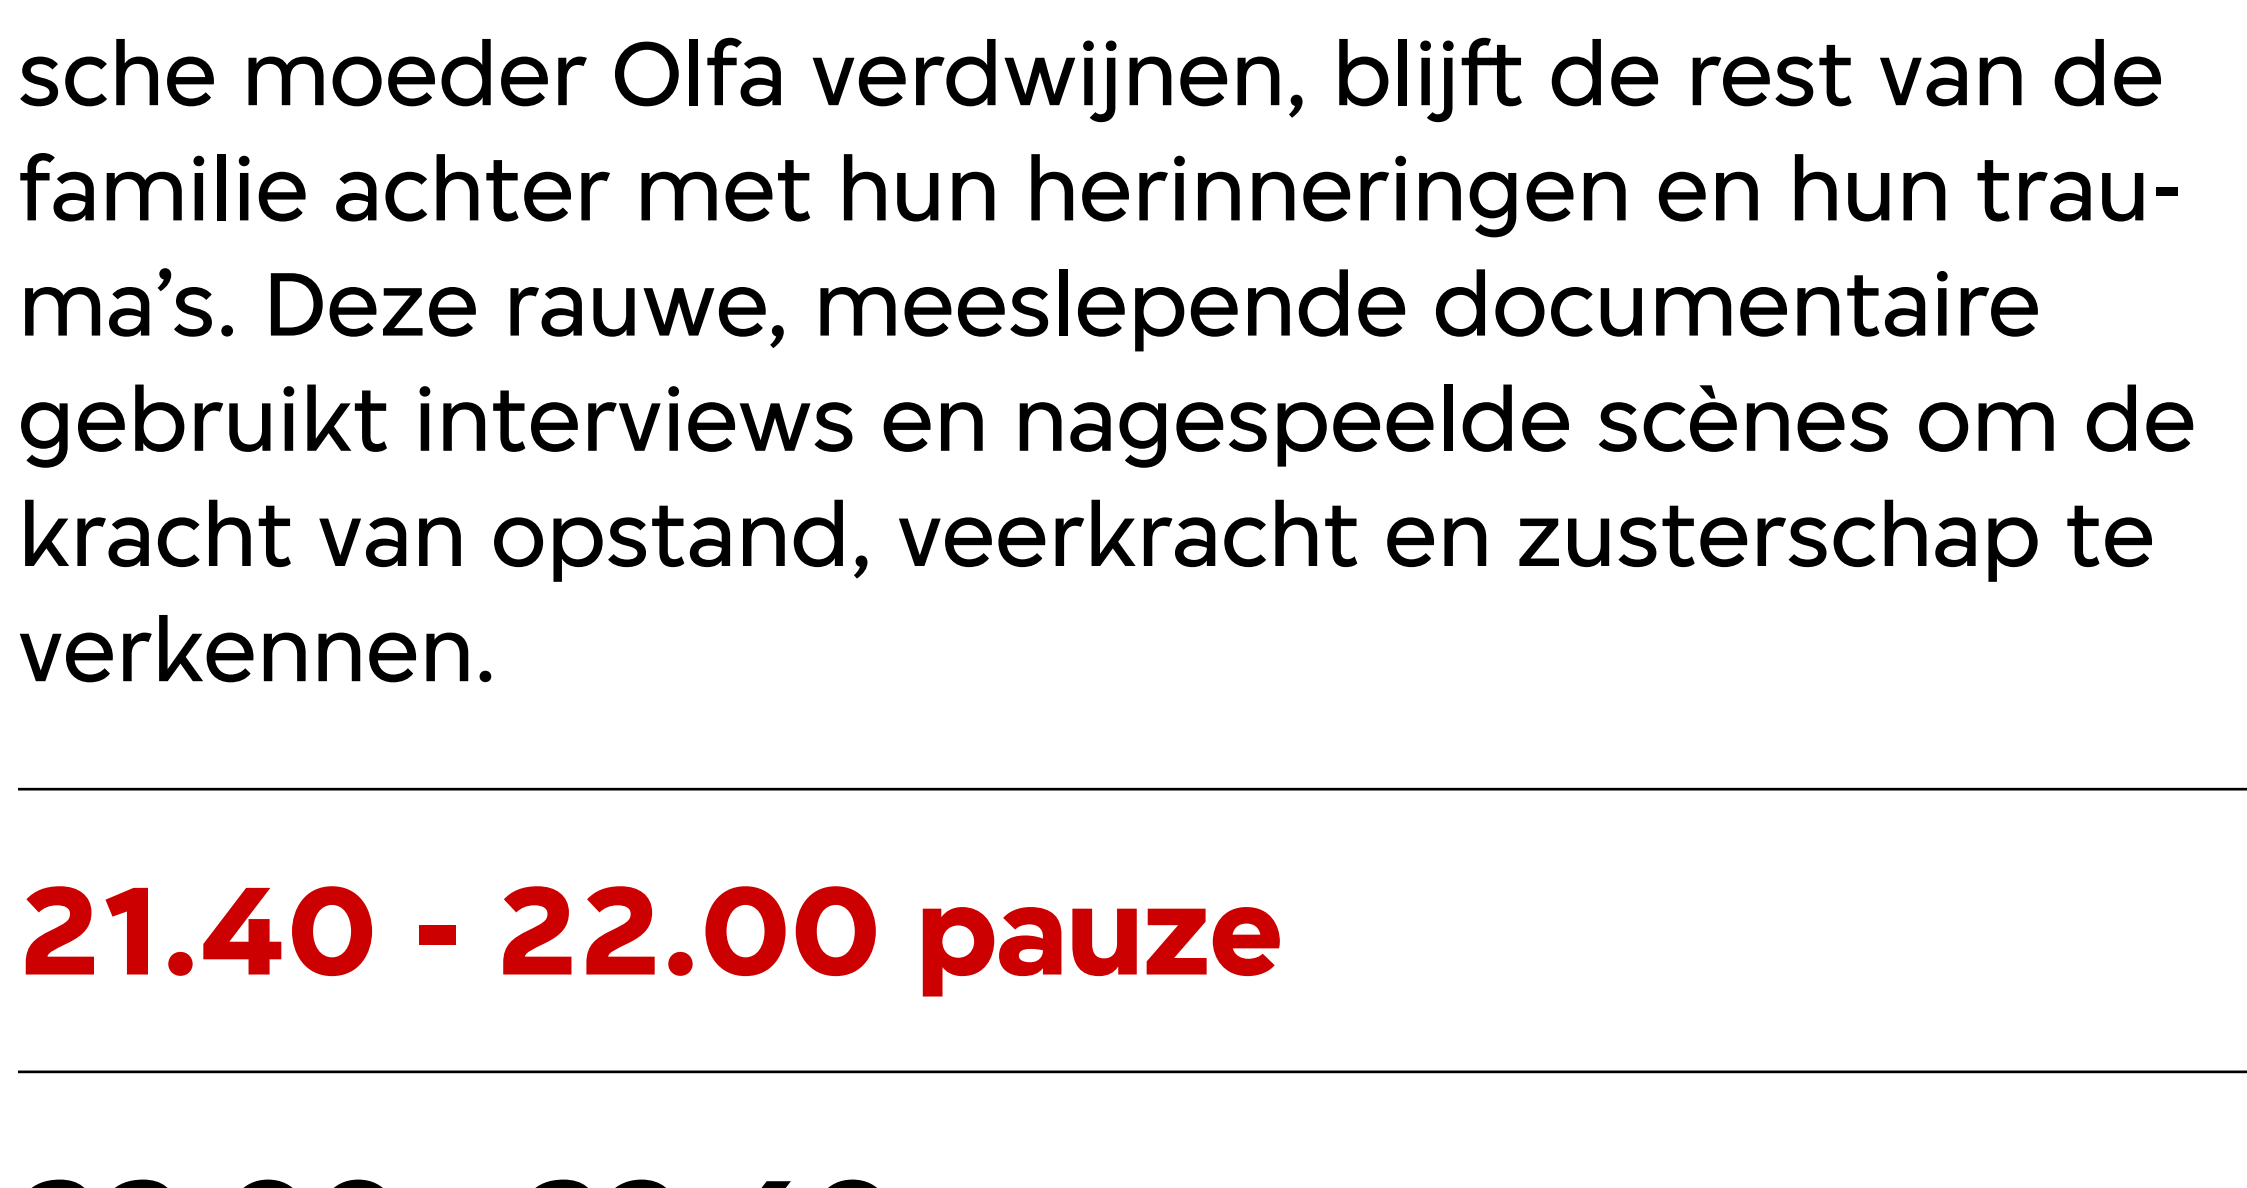 sche moeder Olfa verdwijnen, blijft de rest van de
familie achter met hun herinneringen en hun trau-
ma’s. Deze rauwe, meeslepende documentaire
gebruikt interviews en nagespeelde scènes om de
kracht van opstand, veerkracht en zusterschap te
verkennen.
21.40 - 22.00 pauze